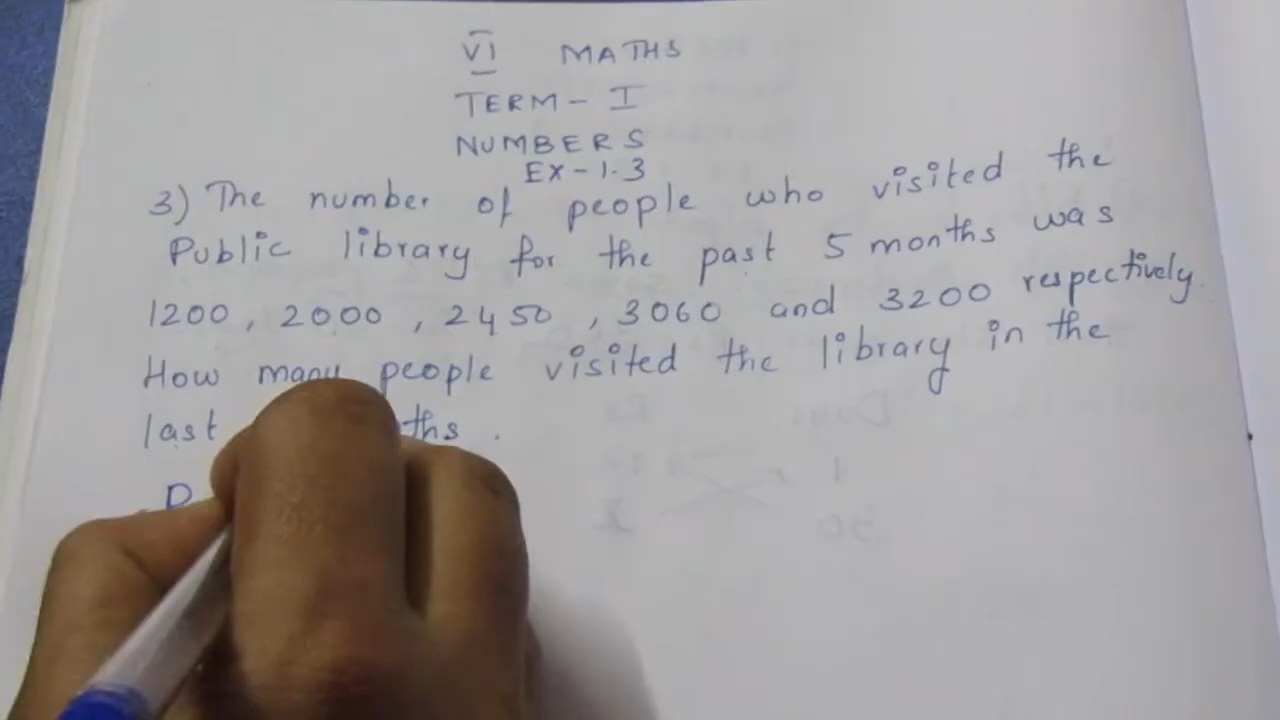 VI MATHS
TERM - I
NUMBERS
EX - 1.3
3) The number of people who visited the
Public library for the past 5 months was
1200, 2000, 2450, 3060 and 3200 respectively.
How many people visited the library in the
last